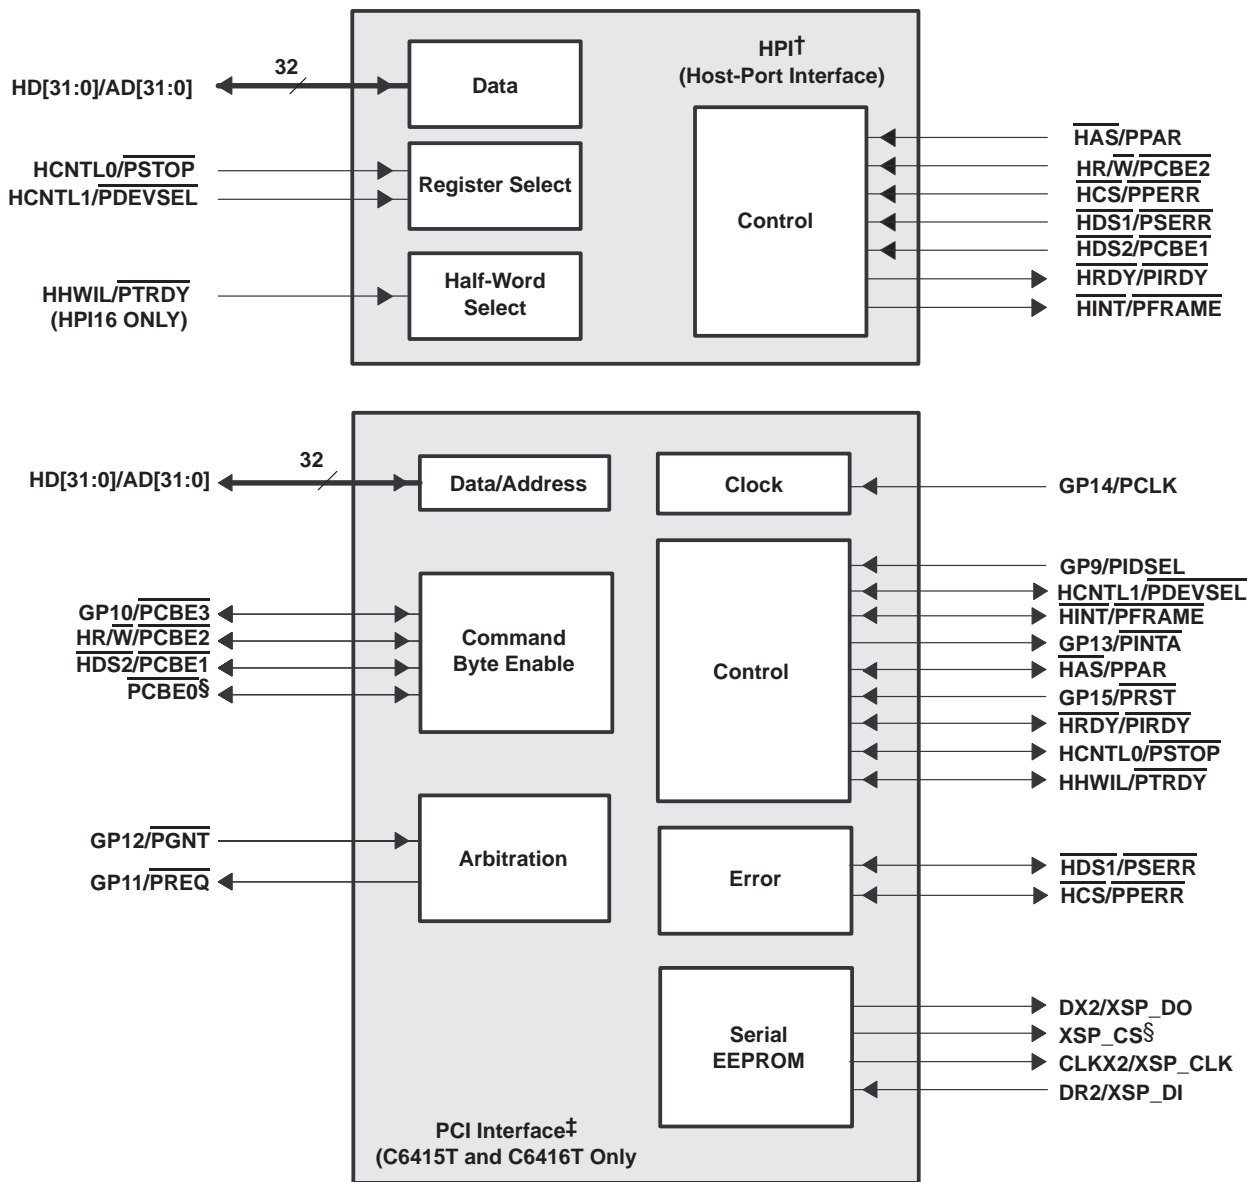 HPI†
(Host-Port Interface)
HD[31:0]/AD[31:0]
32
Data
HCNTL0/PSTOP
HCNTL1/PDEVSEL
Register Select
HHWIL/PTRDY
(HPI16 ONLY)
Half-Word
Select
Control
HAS/PPAR
HR/W/PCBE2
HCS/PPERR
HDS1/PSERR
HDS2/PCBE1
HRDY/PIRDY
HINT/PFRAME
HD[31:0]/AD[31:0]
32
Data/Address
Clock
GP14/PCLK
GP10/PCBE3
HR/W/PCBE2
HDS2/PCBE1
PCBE0§
Command
Byte Enable
Control
GP9/PIDSEL
HCNTL1/PDEVSEL
HINT/PFRAME
GP13/PINTA
HAS/PPAR
GP15/PRST
HRDY/PIRDY
HCNTL0/PSTOP
HHWIL/PTRDY
GP12/PGNT
GP11/PREQ
Arbitration
Error
HDS1/PSERR
HCS/PPERR
Serial
EEPROM
DX2/XSP_DO
XSP_CS§
CLKX2/XSP_CLK
DR2/XSP_DI
PCI Interface‡
(C6415T and C6416T Only